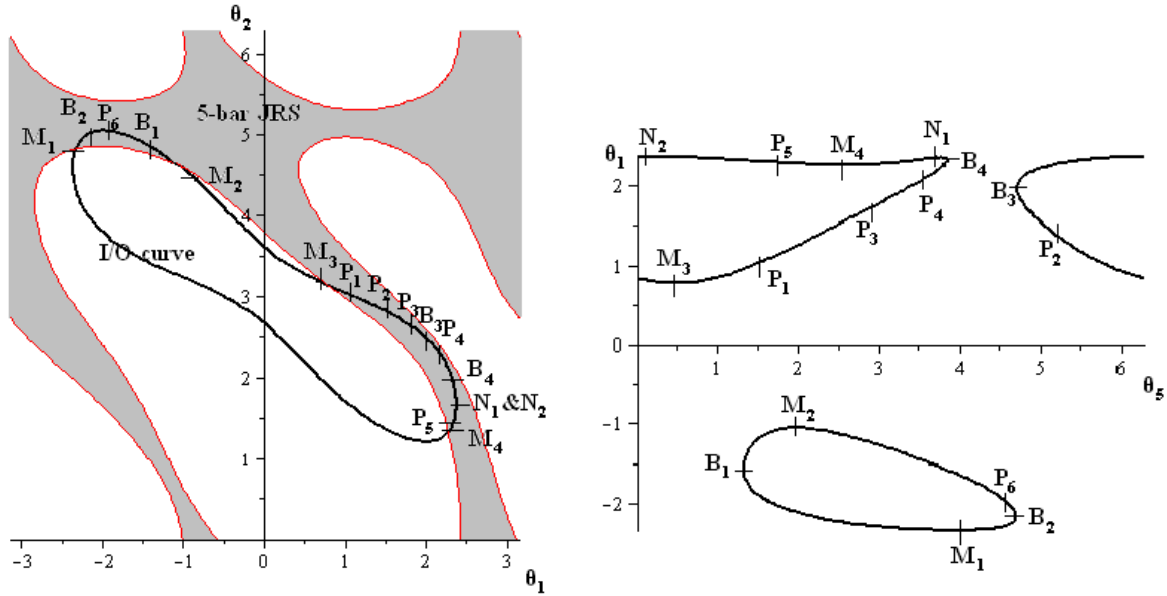 θ₂
6
B₂ P₆ B₁ 5-bar JRS
M₁ 5
M₂
4
I/O curve M₃ P₁ P₂ P₃ B₃ P₄
3
2 B₄
P₅ N₁ &N₂
M₄
1
−3 −2 −1 0 1 2 3
θ₁
N₂ P₅ M₄ N₁
θ₁ B₄
2 B₃
P₄
P₃ P₂
M₃
1 P₁
0 1 2 3 4 5 6
θ₅
M₂
−1
B₁
P₆
−2 B₂
M₁